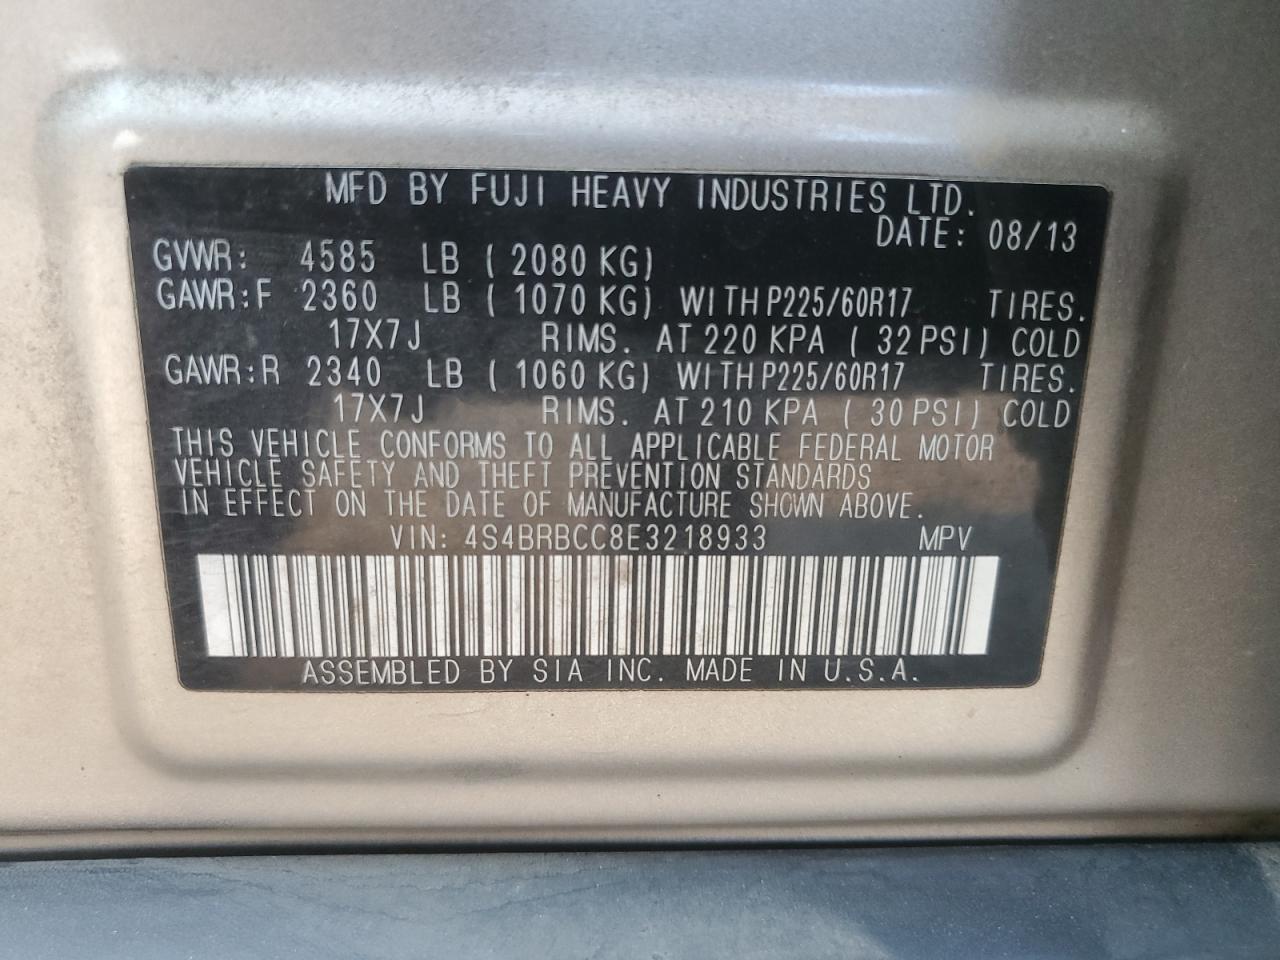 MFD BY FUJI HEAVY INDUSTRIES LTD.
DATE: 08/13
GVWR: 4585 LB ( 2080 KG)
GAWR:F 2360 LB ( 1070 KG) WITH P225/60R17 TIRES.
17X7J RIMS. AT 220 KPA ( 32 PSI) COLD
GAWR:R 2340 LB ( 1060 KG) WITH P225/60R17 TIRES.
17X7J RIMS. AT 210 KPA ( 30 PSI) COLD
THIS VEHICLE CONFORMS TO ALL APPLICABLE FEDERAL MOTOR
VEHICLE SAFETY AND THEFT PREVENTION STANDARDS
IN EFFECT ON THE DATE OF MANUFACTURE SHOWN ABOVE.
VIN: 4S4BRBCC8E3218933 MPV
ASSEMBLED BY SIA INC. MADE IN U.S.A.